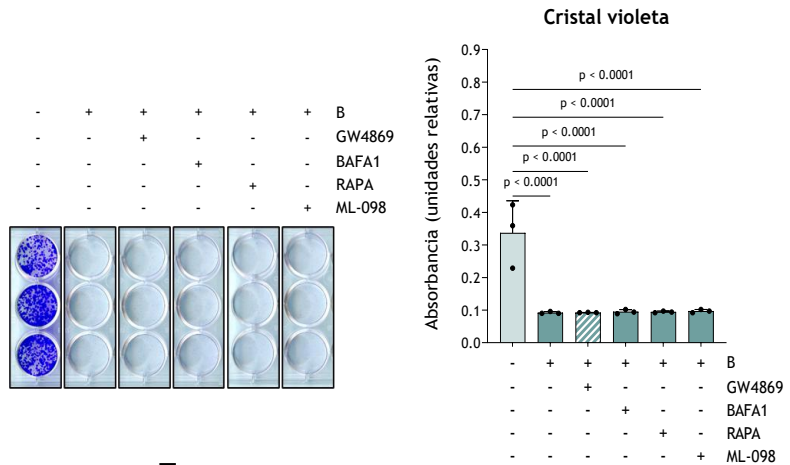 Cristal violeta
- + + + + + B
- - + - - - GW4869
- - - + - - BAFA1
- - - - + - RAPA
- - - - - + ML-098
Absorbancia (unidades relativas)
0.9
0.8
0.7
0.6
0.5
0.4
0.3
0.2
0.1
0.0
p < 0.0001
p < 0.0001
p < 0.0001
p < 0.0001
p < 0.0001
- + + + + + B
- - + - - - GW4869
- - - + - - BAFA1
- - - - + - RAPA
- - - - - + ML-098